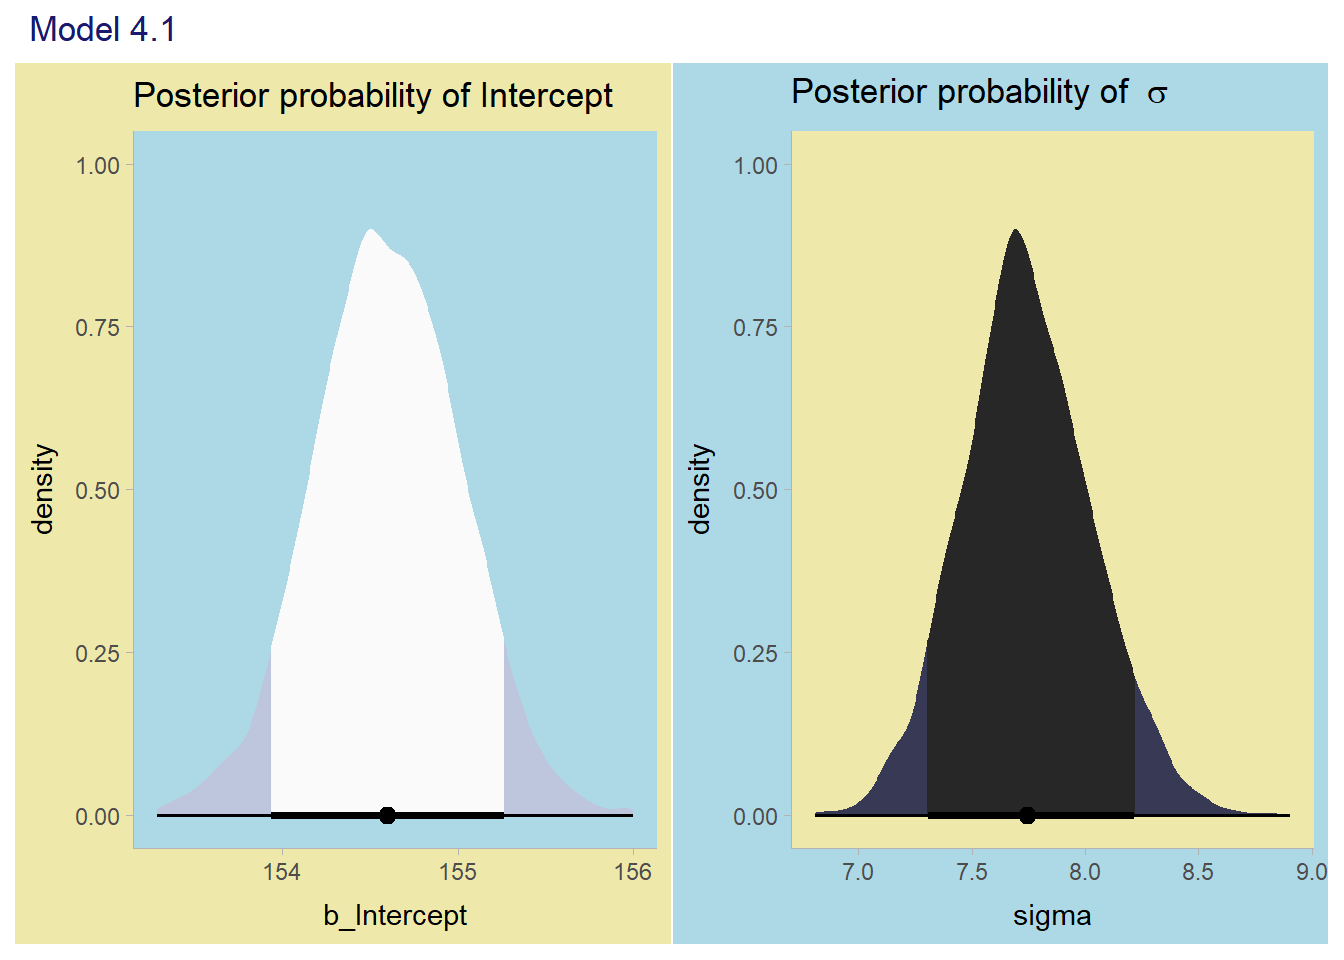 Model 4.1
Posterior probability of Intercept
1.00
0.75
0.50
0.25
0.00
density
154 155 156
b_Intercept
Posterior probability of σ
1.00
0.75
0.50
0.25
0.00
density
7.0 7.5 8.0 8.5 9.0
sigma